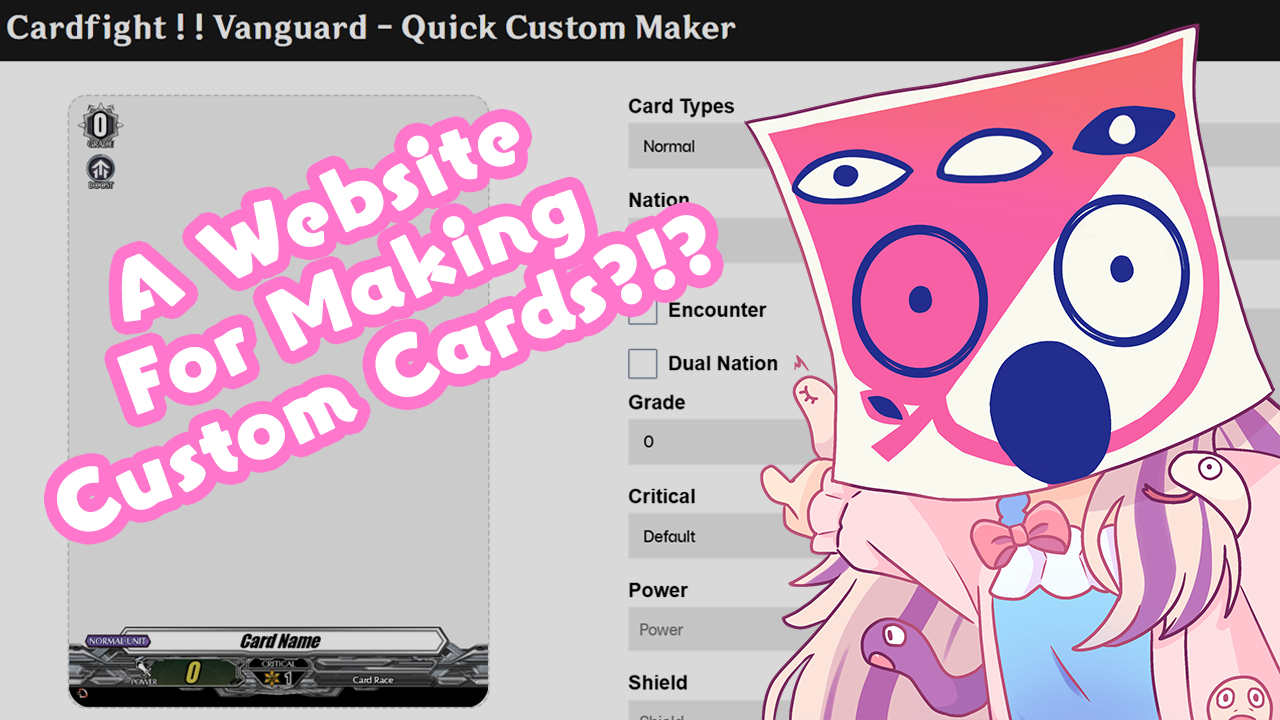 Cardfight!! Vanguard - Quick Custom Maker
0
GRADE
BOOST
A Website
For Making
Custom Cards?!?
NORMAL UNIT
Card Name
POWER
0
CRITICAL
1
Card Race
Card Types
Normal
Nation
Encounter
Dual Nation
Grade
0
Critical
Default
Power
Power
Shield
Shield